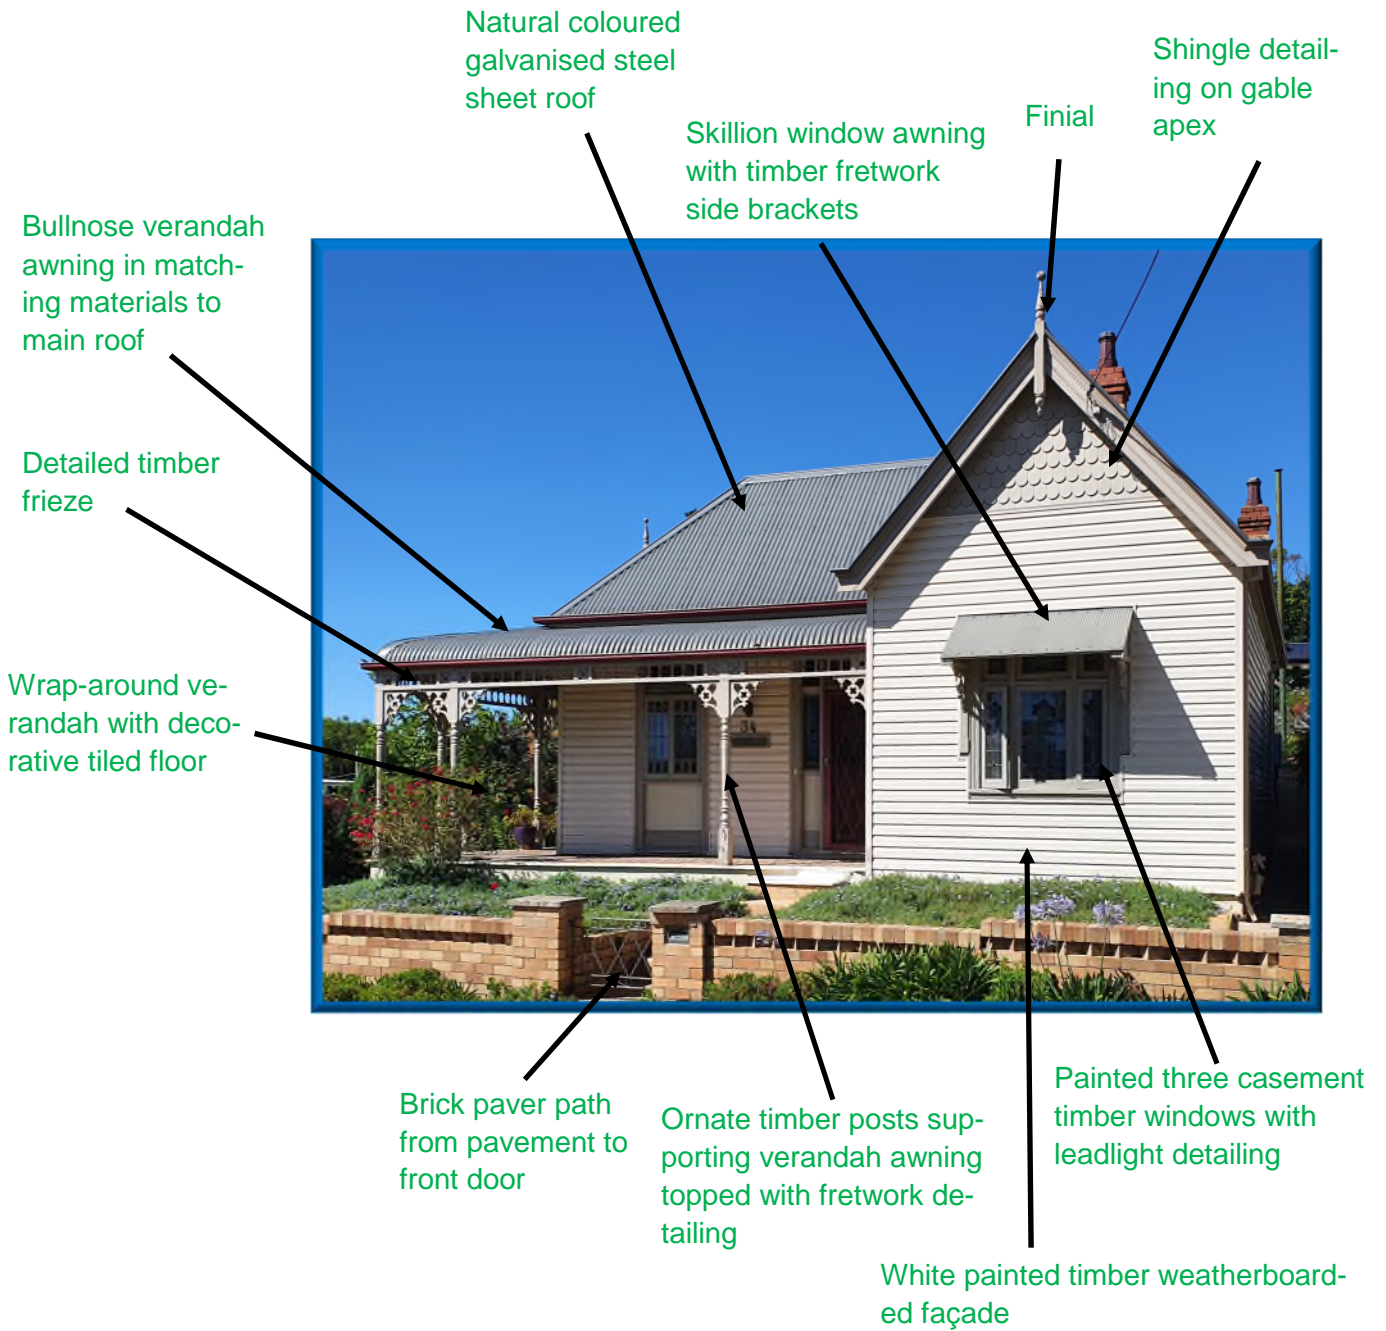 Natural coloured
galvanised steel
sheet roof
Shingle detail-
ing on gable
apex
Finial
Skillion window awning
with timber fretwork
side brackets
Bullnose verandah
awning in match-
ing materials to
main roof
Detailed timber
frieze
Wrap-around ve-
randah with deco-
rative tiled floor
34
Brick paver path
from pavement to
front door
Ornate timber posts sup-
porting verandah awning
topped with fretwork de-
tailing
Painted three casement
timber windows with
leadlight detailing
White painted timber weatherboard-
ed façade